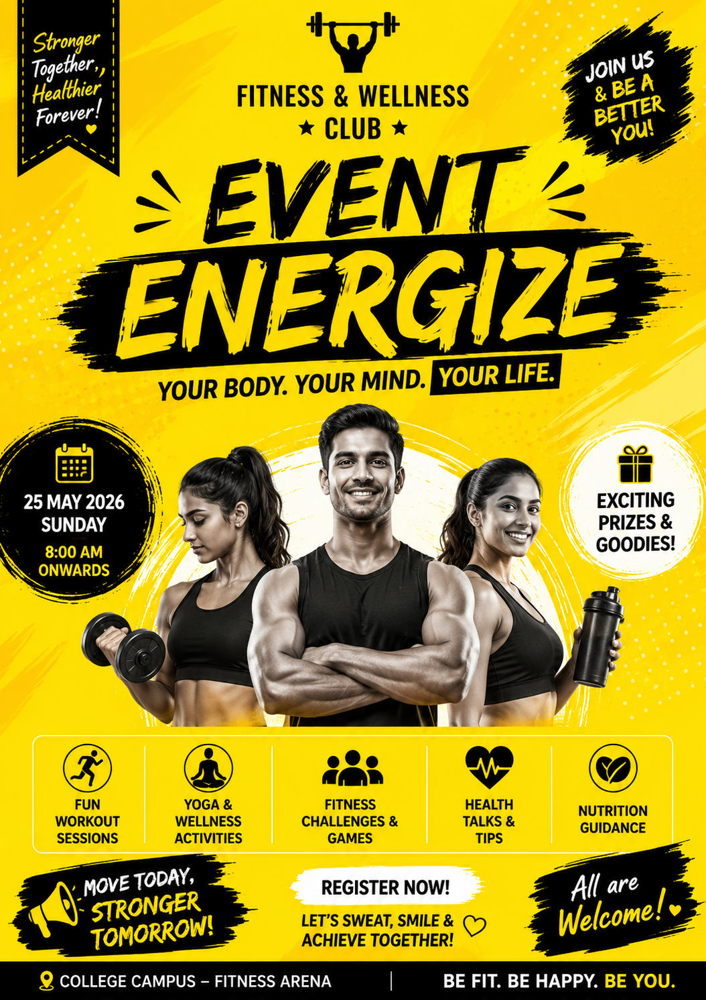 Stronger
Together,,
Healthier
Forever!
FITNESS & WELLNESS
CLUB
JOIN US
& BE A
BETTER
YOU!
EVENT
ENERGIZE
YOUR BODY. YOUR MIND. YOUR LIFE.
25 MAY 2026
SUNDAY
8:00 AM
ONWARDS
EXCITING
PRIZES &
GOODIES!
FUN
WORKOUT
SESSIONS
YOGA &
WELLNESS
ACTIVITIES
FITNESS
CHALLENGES &
GAMES
HEALTH
TALKS &
TIPS
NUTRITION
GUIDANCE
MOVE TODAY,
STRONGER
TOMORROW!
REGISTER NOW!
LET'S SWEAT, SMILE &
ACHIEVE TOGETHER!
All are
Welcome!
COLLEGE CAMPUS – FITNESS ARENA
BE FIT. BE HAPPY. BE YOU.